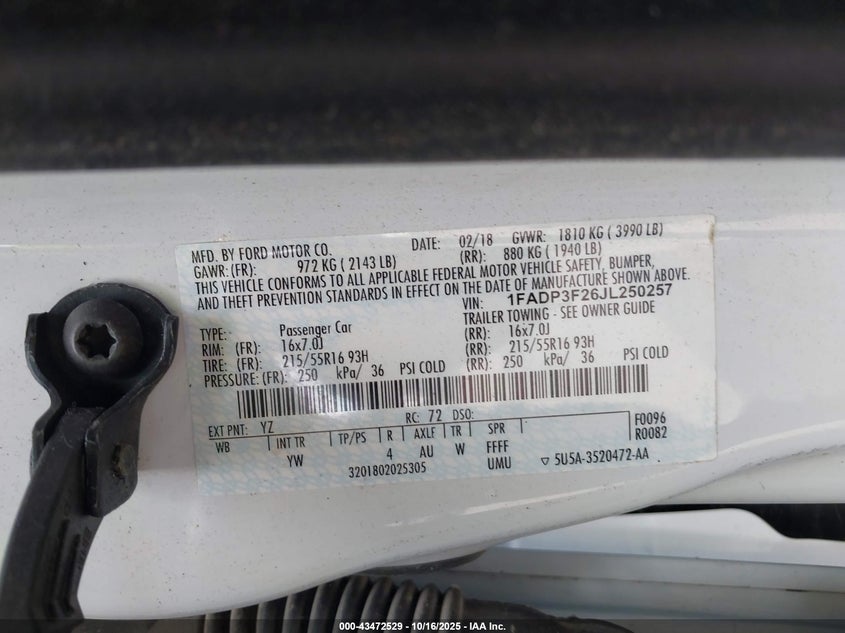 MFD. BY FORD MOTOR CO. DATE: 02/18 GVWR: 1810 KG ( 3990 LB)
GAWR: (FR): 972 KG ( 2143 LB) (RR): 880 KG ( 1940 LB)
THIS VEHICLE CONFORMS TO ALL APPLICABLE FEDERAL MOTOR VEHICLE SAFETY, BUMPER,
AND THEFT PREVENTION STANDARDS IN EFFECT ON THE DATE OF MANUFACTURE SHOWN ABOVE.
VIN: 1FADP3F26JL250257
TYPE: Passenger Car TRAILER TOWING - SEE OWNER GUIDE
RIM: (FR): 16x7.0J (RR): 16x7.0J
TIRE: (FR): 215/55R16 93H (RR): 215/55R16 93H
PRESSURE: (FR): 250 kPa/ 36 PSI COLD (RR): 250 kPa/ 36 PSI COLD
RC: 72 DSO: F0096
EXT PNT: YZ R0082
WB INT TR TP/PS R AXLE TR SPR
YW 4 AU W FFFF
3201802025305 UMU ▽ 5U5A-3520472-AA
000-43472529 - 10/16/2025 - IAA Inc.